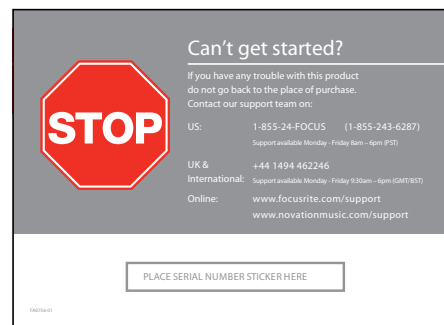 Can't get started?
If you have any trouble with this product
do not go back to the place of purchase.
Contact our support team on:
STOP
US: 1-855-24-FOCUS (1-855-243-6287)
Support available Monday - Friday 8am – 6pm (PST)
UK & +44 1494 462246
International: Support available Monday - Friday 9:30am – 6pm (GMT/BST)
Online: www.focusrite.com/support
www.novationmusic.com/support
PLACE SERIAL NUMBER STICKER HERE